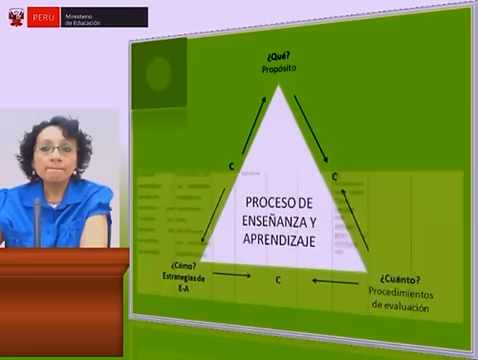 PERÚ
Ministerio
de Educación
¿Qué?
Propósito
C
C
PROCESO DE
ENSEÑANZA Y
APRENDIZAJE
¿Cómo?
Estrategias de
E-A
C
¿Cuánto?
Procedimientos
de evaluación